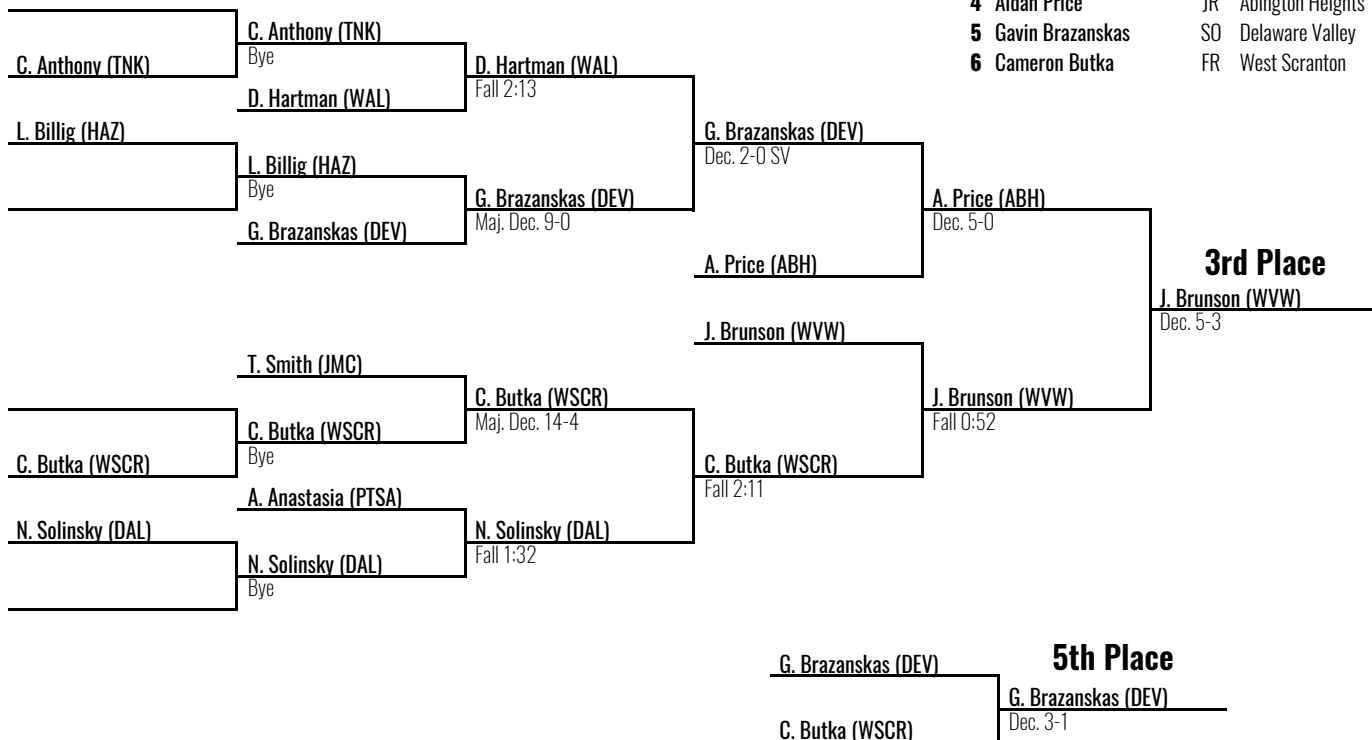 4 Aidan Price JR Abington Heights
5 Gavin Brazanskas SO Delaware Valley
6 Cameron Butka FR West Scranton
C. Anthony (TNK)
Bye
C. Anthony (TNK)
D. Hartman (WAL)
Fall 2:13
D. Hartman (WAL)
L. Billig (HAZ)
G. Brazanskas (DEV)
Dec. 2-0 SV
L. Billig (HAZ)
Bye
G. Brazanskas (DEV)
Maj. Dec. 9-0
A. Price (ABH)
Dec. 5-0
G. Brazanskas (DEV)
A. Price (ABH)
3rd Place
J. Brunson (WVW)
Dec. 5-3
J. Brunson (WVW)
T. Smith (JMC)
C. Butka (WSCR)
Maj. Dec. 14-4
J. Brunson (WVW)
Fall 0:52
C. Butka (WSCR)
Bye
C. Butka (WSCR)
C. Butka (WSCR)
Fall 2:11
A. Anastasia (PTSA)
N. Solinsky (DAL)
N. Solinsky (DAL)
Fall 1:32
N. Solinsky (DAL)
Bye
5th Place
G. Brazanskas (DEV)
G. Brazanskas (DEV)
Dec. 3-1
C. Butka (WSCR)